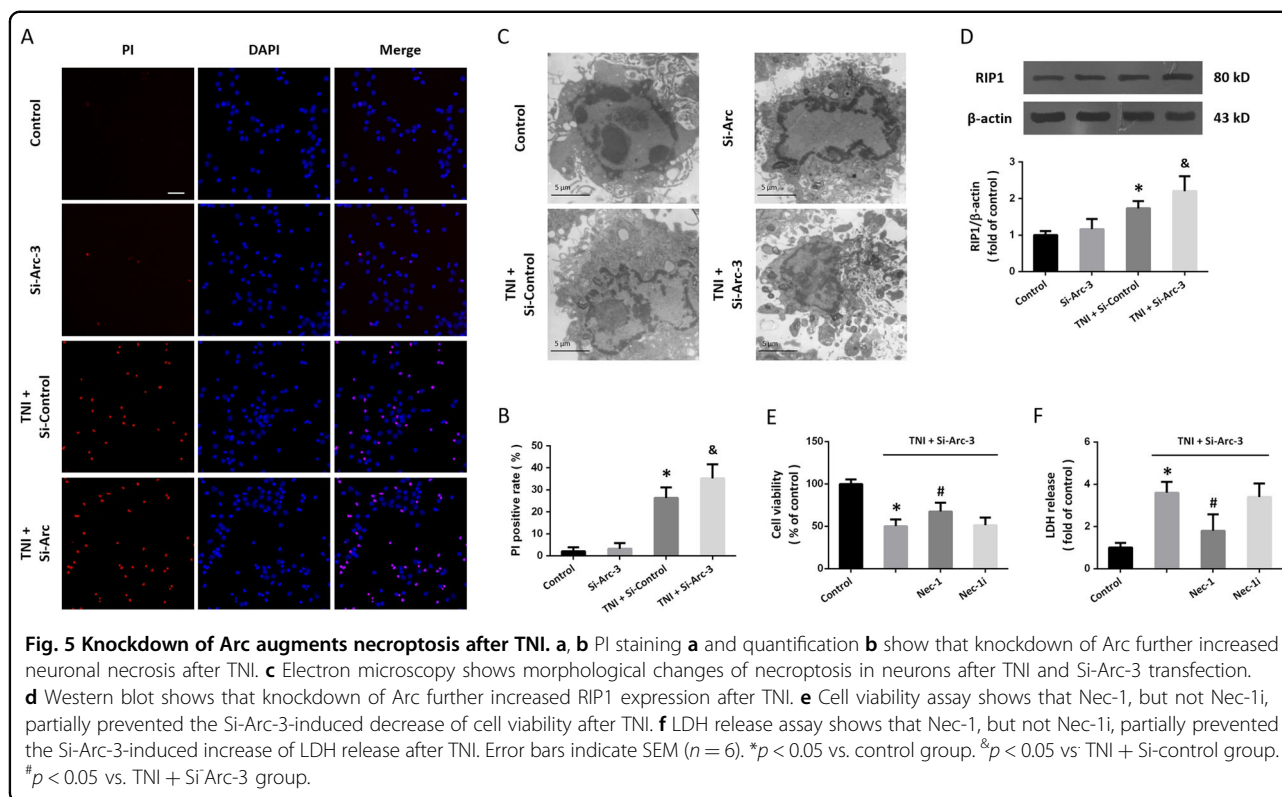 A
PI DAPI Merge
Control
Si-Arc-3
TNI +
Si-Control
TNI +
Si-Arc
C
Control
5 μm
Si-Arc
5 μm
TNI +
Si-Control
5 μm
TNI +
Si-Arc-3
5 μm
D
RIP1 80 kD
β-actin 43 kD
RIP1/β-actin
( fold of control )
3
2
1
0
*
&
Control
Si-Arc-3
TNI + Si-Control
TNI + Si-Arc-3
B
PI positive rate ( % )
50
40
30
20
10
0
*
&
Control
Si-Arc-3
TNI + Si-Control
TNI + Si-Arc-3
E
TNI + Si-Arc-3
Cell viability
( % of control )
150
100
50
0
*
#
Control
Nec-1
Nec-1i
F
TNI + Si-Arc-3
LDH release
( fold of control )
6
4
2
0
*
#
Control
Nec-1
Nec-1i
Fig. 5 Knockdown of Arc augments necroptosis after TNI. a, b PI staining a and quantification b show that knockdown of Arc further increased
neuronal necrosis after TNI. c Electron microscopy shows morphological changes of necroptosis in neurons after TNI and Si-Arc-3 transfection.
d Western blot shows that knockdown of Arc further increased RIP1 expression after TNI. e Cell viability assay shows that Nec-1, but not Nec-1i,
partially prevented the Si-Arc-3-induced decrease of cell viability after TNI. f LDH release assay shows that Nec-1, but not Nec-1i, partially prevented
the Si-Arc-3-induced increase of LDH release after TNI. Error bars indicate SEM (n = 6). *p < 0.05 vs. control group. &p < 0.05 vs TNI + Si-control group.
#p < 0.05 vs. TNI + Si¯Arc-3 group.